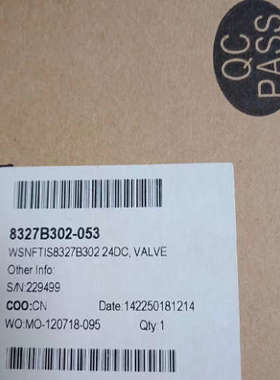 QC
PASS
8327B302-053
WSNFTIS8327B302 24DC, VALVE
Other Info:
S/N:229499
COO:CN Date:142250181214
WO:MO-120718-095 Qty 1